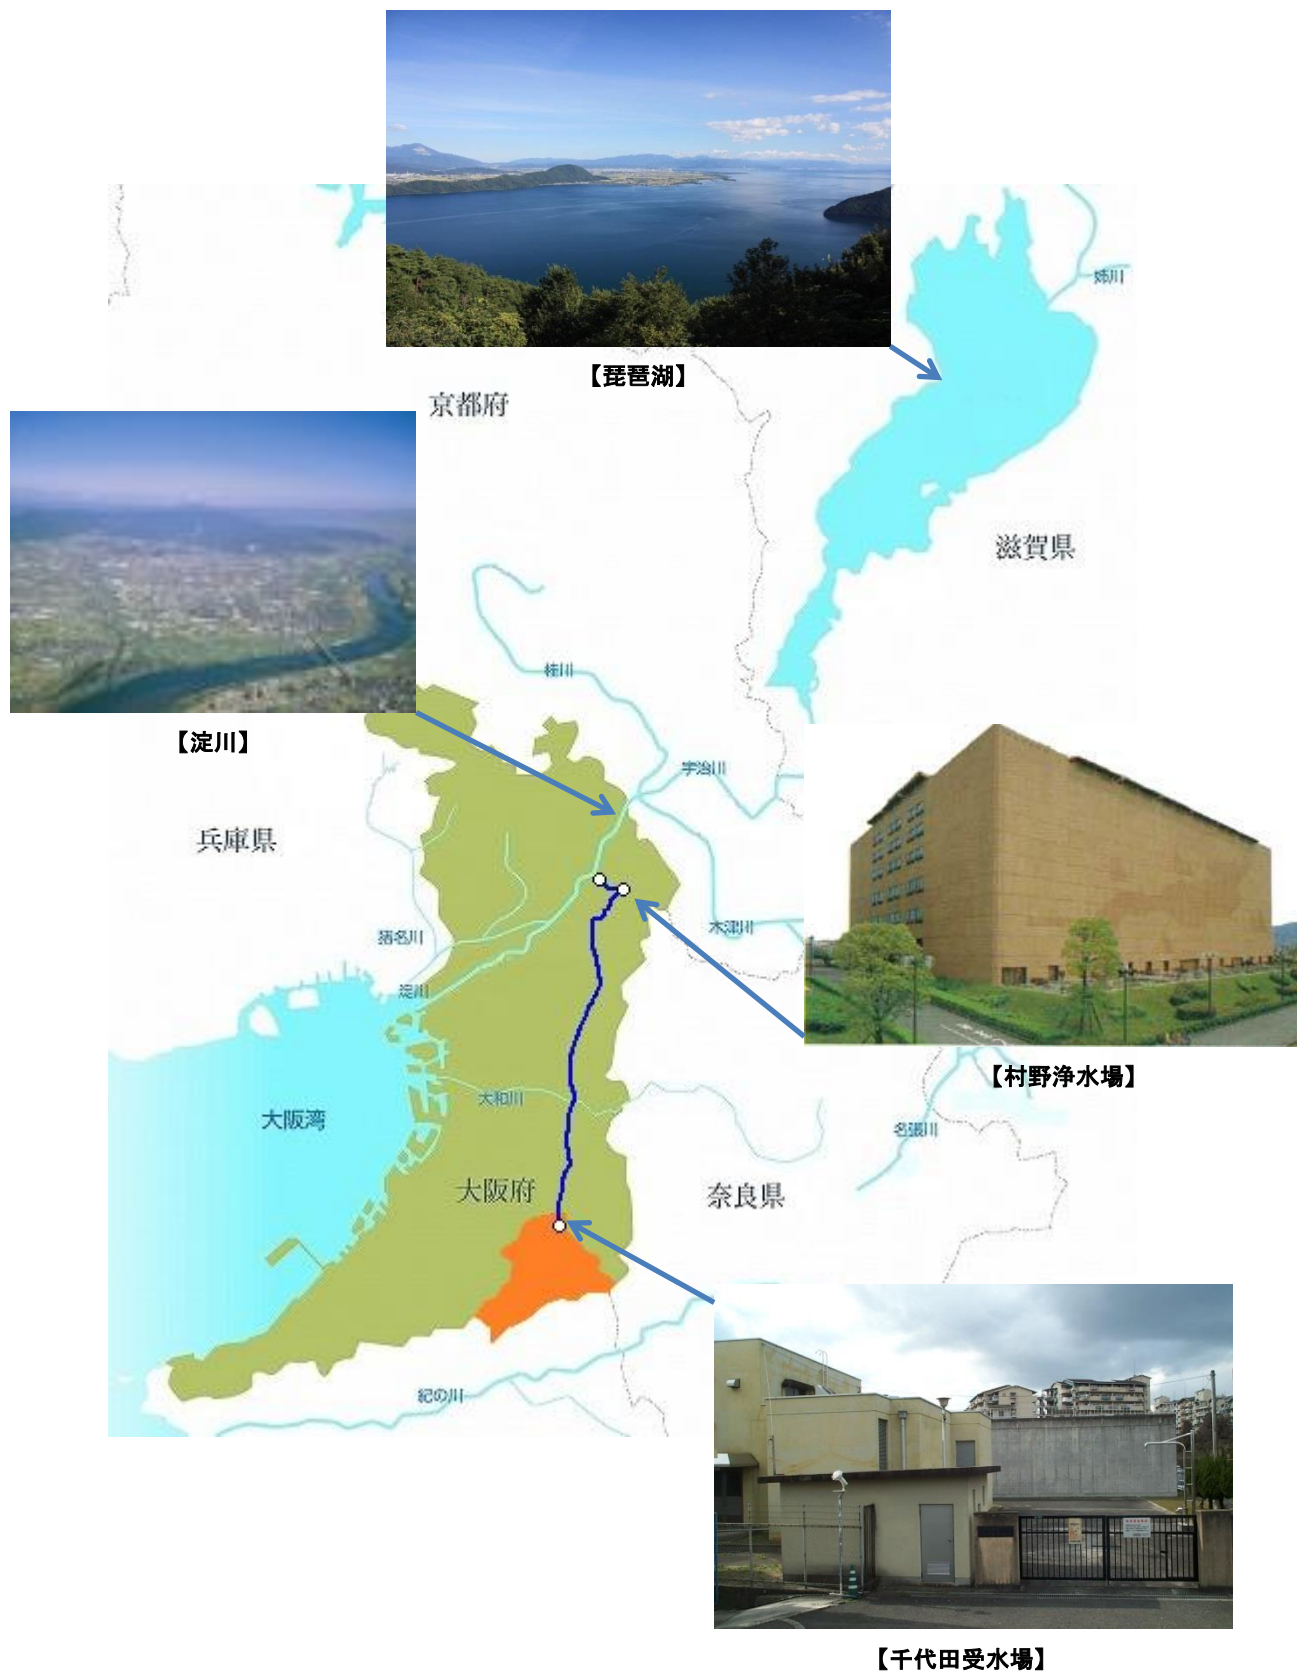 姉川
【琵琶湖】
京都府
滋賀県
桂川
【淀川】
宇治川
兵庫県
木津川
猪名川
淀川
【村野浄水場】
大和川
大阪湾
名張川
大阪府
奈良県
紀の川
【千代田受水場】